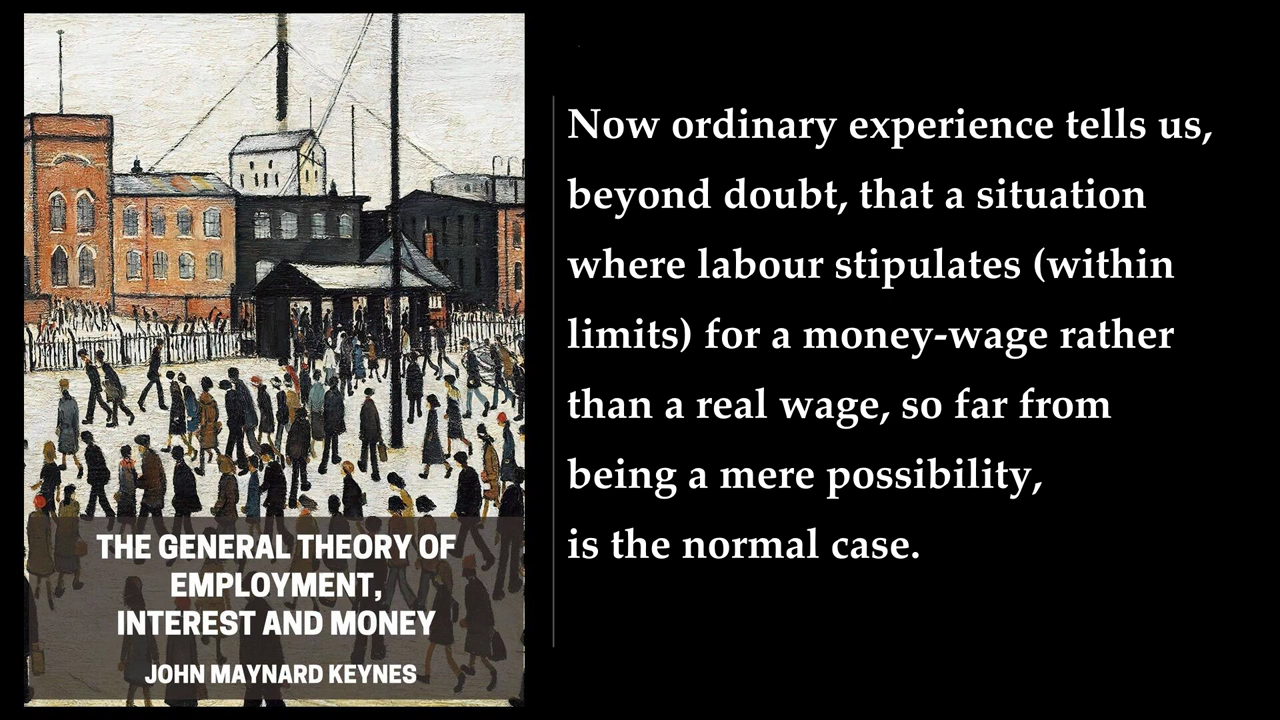 THE GENERAL THEORY OF
EMPLOYMENT,
INTEREST AND MONEY
JOHN MAYNARD KEYNES
Now ordinary experience tells us,
beyond doubt, that a situation
where labour stipulates (within
limits) for a money-wage rather
than a real wage, so far from
being a mere possibility,
is the normal case.